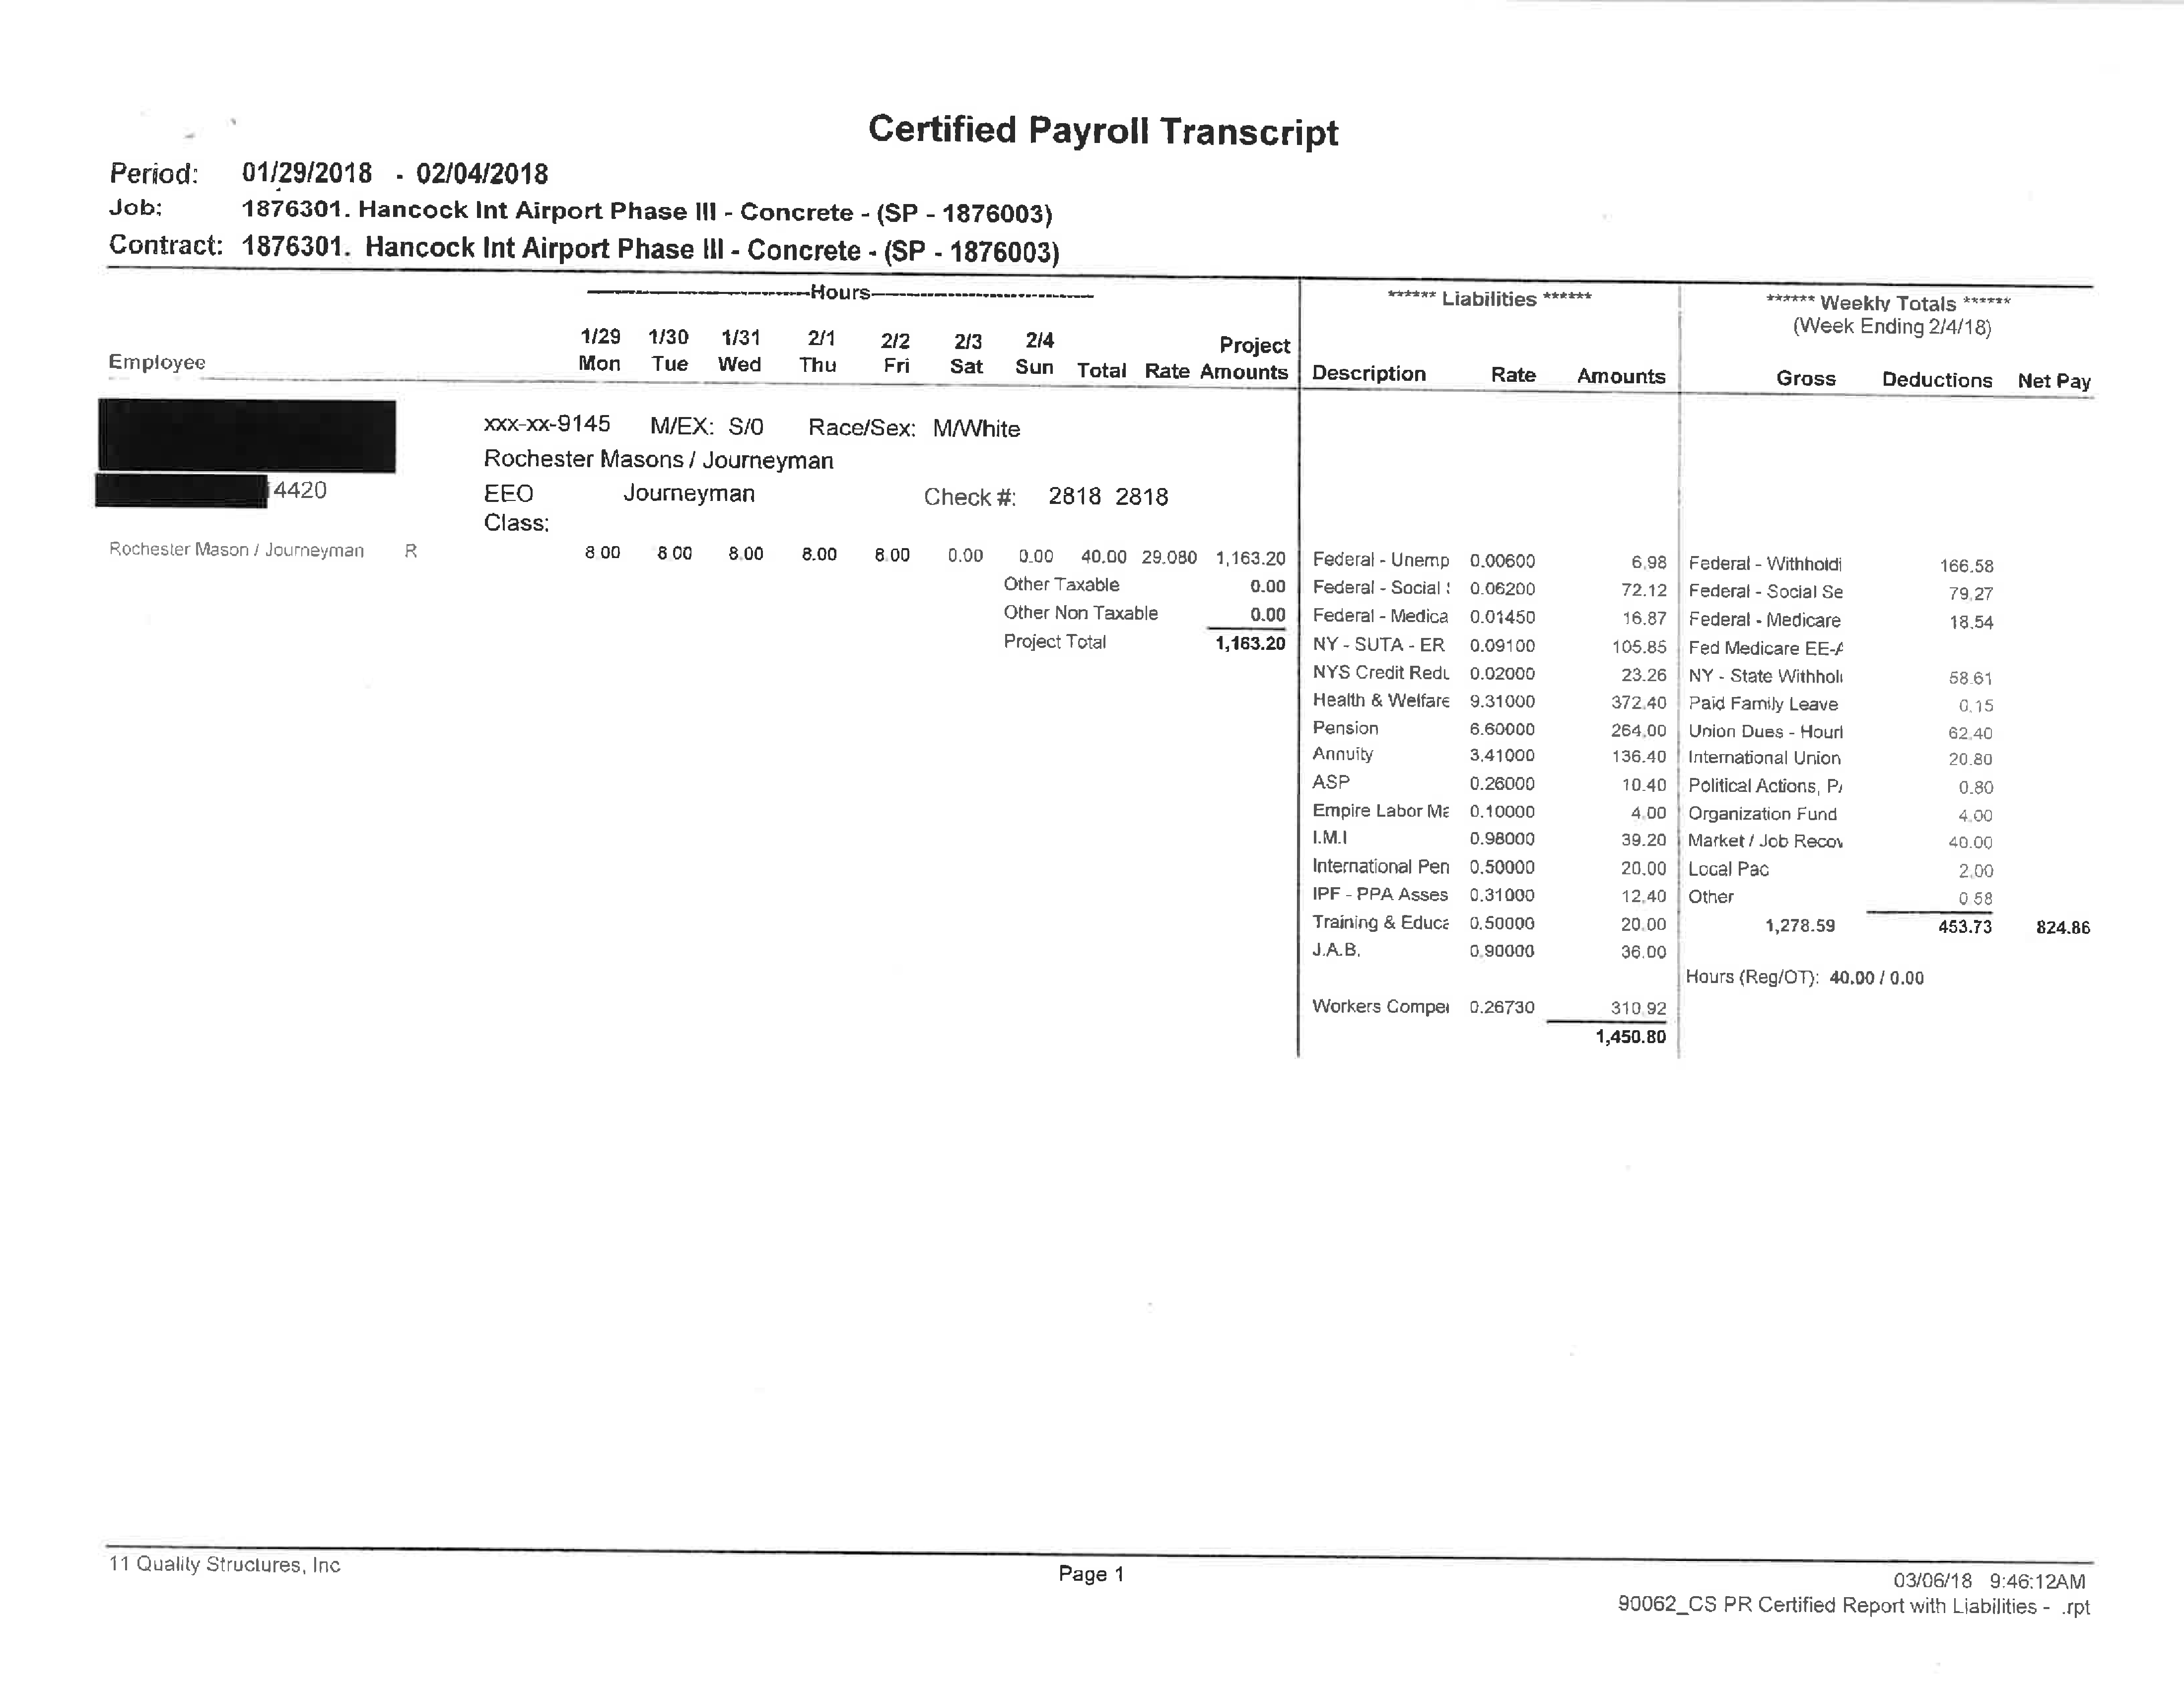 Certified Payroll Transcript
Period: 01/29/2018 - 02/04/2018
Job: 1876301. Hancock Int Airport Phase III - Concrete - (SP - 1876003)
Contract: 1876301. Hancock Int Airport Phase III - Concrete - (SP - 1876003)
Hours ****** Liabilities ****** ****** Weekly Totals ******
(Week Ending 2/4/18)
1/29 1/30 1/31 2/1 2/2 2/3 2/4 Project
Employee Mon Tue Wed Thu Fri Sat Sun Total Rate Amounts Description Rate Amounts Gross Deductions Net Pay
xxx-xx-9145 M/EX: S/0 Race/Sex: M/White
Rochester Masons / Journeyman
4420 EEO Journeyman Check #: 2818 2818
Class:
Rochester Mason / Journeyman R 8.00 8.00 8.00 8.00 8.00 0.00 0.00 40.00 29.080 1,163.20 Federal - Unemp 0.00600 6.98 Federal - Withholdi 166.58
Other Taxable 0.00 Federal - Social 0.06200 72.12 Federal - Social Se 79.27
Other Non Taxable 0.00 Federal - Medica 0.01450 16.87 Federal - Medicare 18.54
Project Total 1,163.20 NY - SUTA - ER 0.09100 105.85 Fed Medicare EE-A
NYS Credit Redu 0.02000 23.26 NY - State Withhol 58.61
Health & Welfare 9.31000 372.40 Paid Family Leave 0.15
Pension 6.60000 264.00 Union Dues - Hourl 62.40
Annuity 3.41000 136.40 International Union 20.80
ASP 0.26000 10.40 Political Actions, P 0.80
Empire Labor Ma 0.10000 4.00 Organization Fund 4.00
I.M.I 0.98000 39.20 Market / Job Recov 40.00
International Pen 0.50000 20.00 Local Pac 2.00
IPF - PPA Asses 0.31000 12.40 Other 0.58
Training & Educa 0.50000 20.00 1,278.59 453.73 824.86
J.A.B. 0.90000 36.00
Hours (Reg/OT): 40.00 / 0.00
Workers Compe 0.26730 310.92
1,450.80
11 Quality Structures, Inc Page 1 03/06/18 9:46:12AM
90062_CS PR Certified Report with Liabilities - .rpt